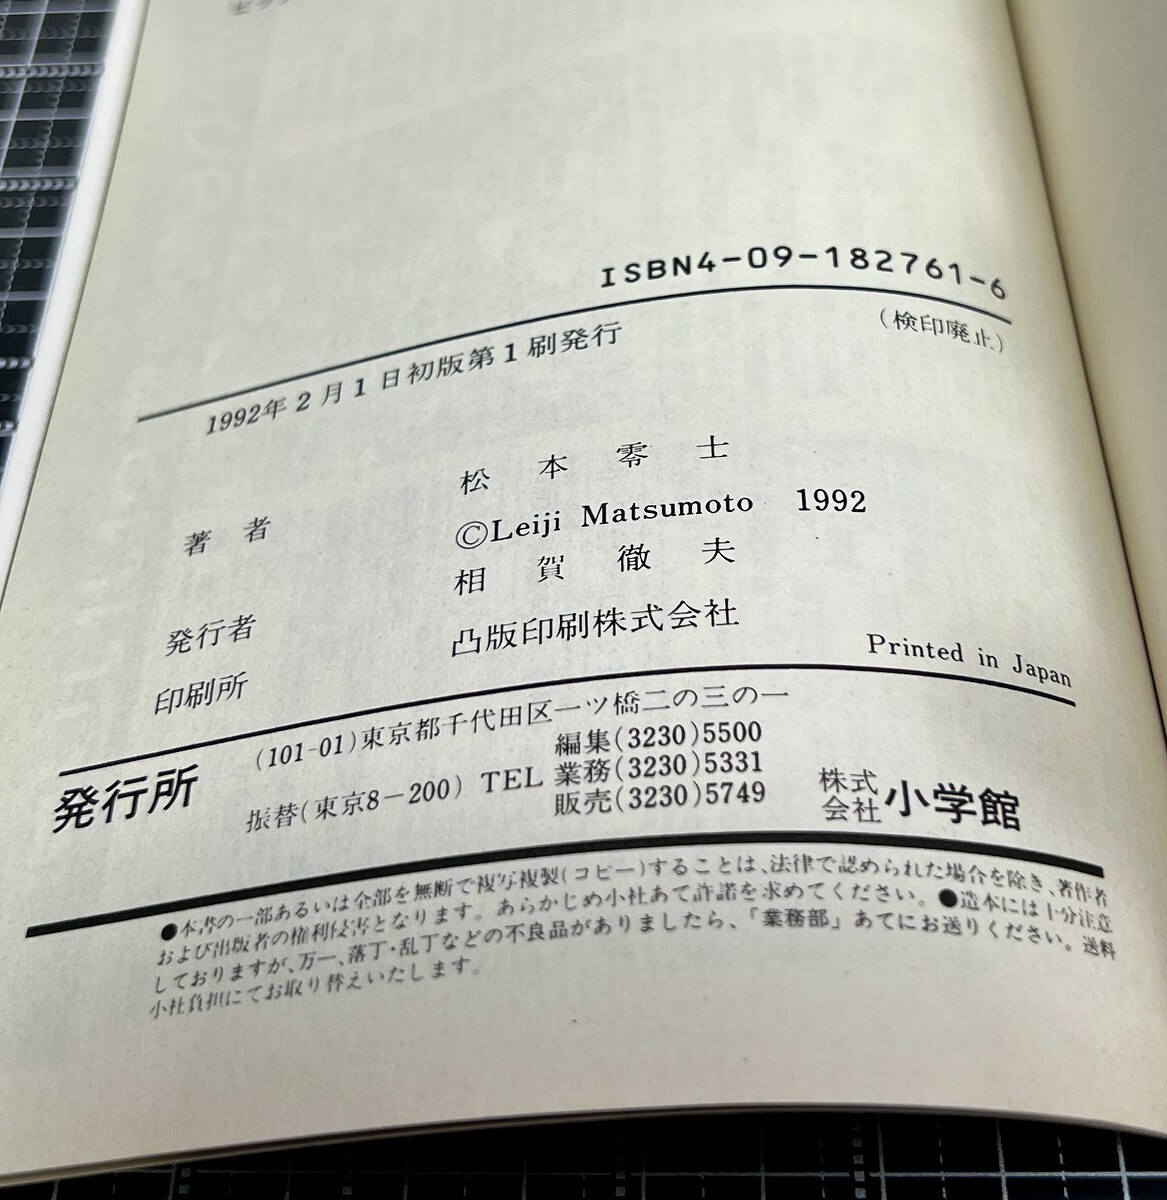 ISBN4-09-182761-6
1992年2月1日初版第1刷発行
(検印廃止)
著者 松本零士
©Leiji Matsumoto 1992
発行者 相賀徹夫
印刷所 凸版印刷株式会社
Printed in Japan
(101-01)東京都千代田区一ツ橋二の三の一
発行所 振替(東京8-200) TEL 編集(3230)5500
業務(3230)5331
販売(3230)5749
株式会社 小学館
●本書の一部あるいは全部を無断で複写複製(コピー)することは、法律で認められた場合を除き、著作者
および出版者の権利侵害となります。あらかじめ小社あて許諾を求めてください。●造本には十分注意
しておりますが、万一、落丁・乱丁などの不良品がありましたら、「業務部」あてにお送りください。送料
小社負担にてお取り替えいたします。